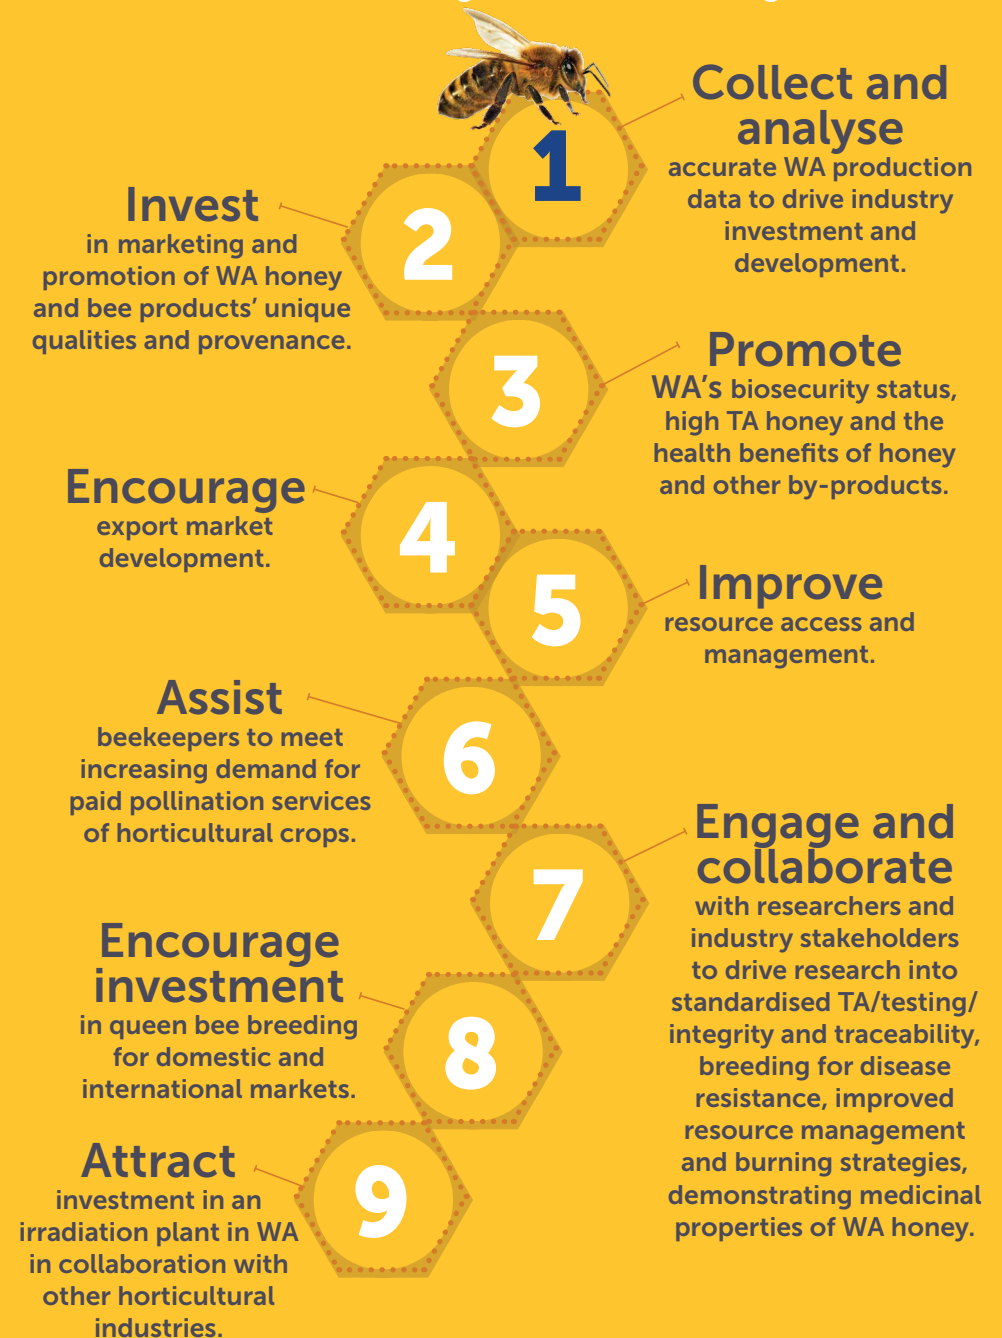 1
Collect and
analyse
accurate WA production
data to drive industry
investment and
development.
2
Invest
in marketing and
promotion of WA honey
and bee products’ unique
qualities and provenance.
3
Promote
WA’s biosecurity status,
high TA honey and the
health benefits of honey
and other by-products.
4
Encourage
export market
development.
5
Improve
resource access and
management.
6
Assist
beekeepers to meet
increasing demand for
paid pollination services
of horticultural crops.
7
Engage and
collaborate
with researchers and
industry stakeholders
to drive research into
standardised TA/testing/
integrity and traceability,
breeding for disease
resistance, improved
resource management
and burning strategies,
demonstrating medicinal
properties of WA honey.
8
Encourage
investment
in queen bee breeding
for domestic and
international markets.
9
Attract
investment in an
irradiation plant in WA
in collaboration with
other horticultural
industries.